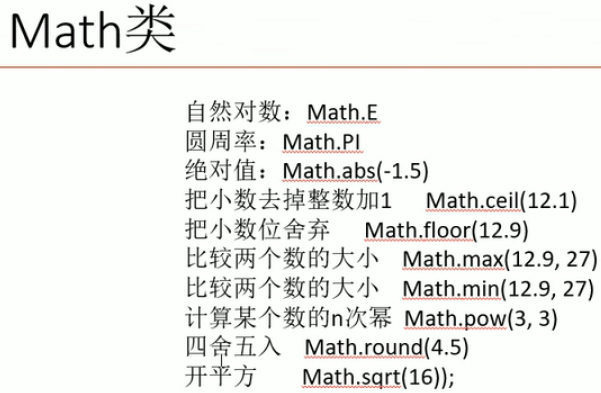 Math类
自然对数：Math.E
圆周率：Math.PI
绝对值：Math.abs(-1.5)
把小数去掉整数加1 Math.ceil(12.1)
把小数位舍弃 Math.floor(12.9)
比较两个数的大小 Math.max(12.9, 27)
比较两个数的大小 Math.min(12.9, 27)
计算某个数的n次幂 Math.pow(3, 3)
四舍五入 Math.round(4.5)
开平方 Math.sqrt(16));